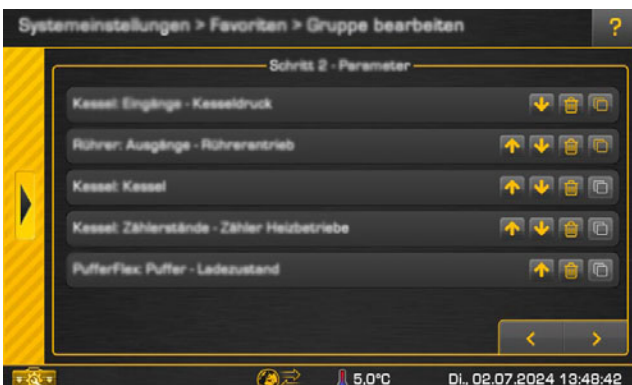 Systemeinstellungen > Favoriten > Gruppe bearbeiten
?
Schritt 2 - Parameter
Kessel: Eingänge - Kesseldruck
Rührer: Ausgänge - Rührerantrieb
Kessel: Kessel
Kessel: Zählerstände - Zähler Heizbetriebe
PufferFlex: Puffer - Ladezustand
< >
5,0°C Di., 02.07.2024 13:48:42